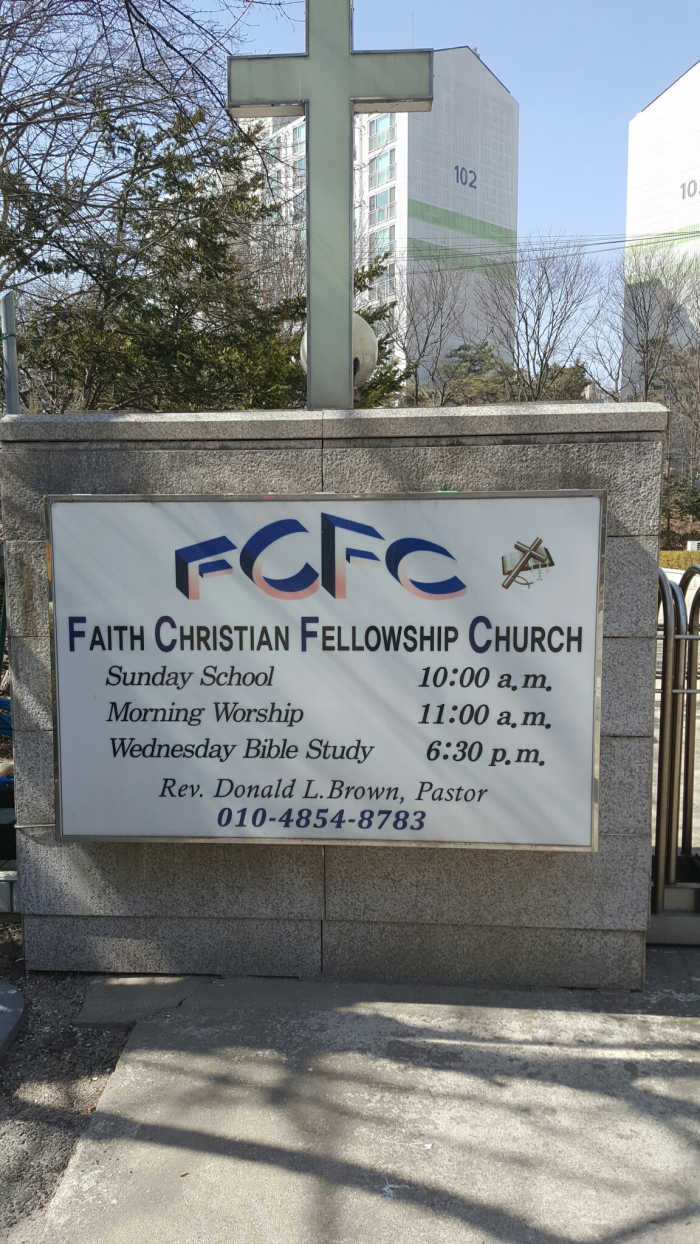 102
10
FCFC
FAITH CHRISTIAN FELLOWSHIP CHURCH
Sunday School 10:00 a.m.
Morning Worship 11:00 a.m.
Wednesday Bible Study 6:30 p.m.
Rev. Donald L.Brown, Pastor
010-4854-8783